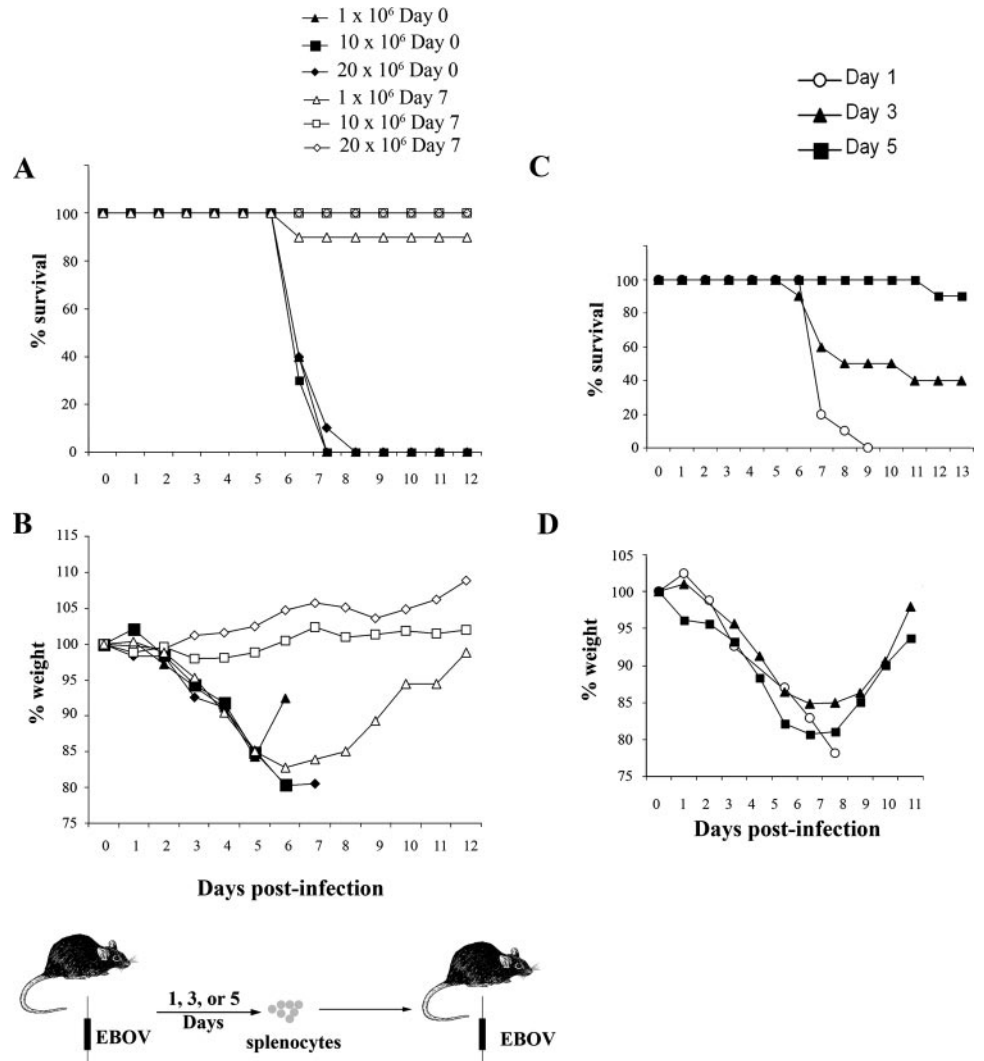 1 x 10⁶ Day 0
10 x 10⁶ Day 0
20 x 10⁶ Day 0
1 x 10⁶ Day 7
10 x 10⁶ Day 7
20 x 10⁶ Day 7
Day 1
Day 3
Day 5
A
% survival
100
80
60
40
20
0
0 1 2 3 4 5 6 7 8 9 10 11 12
C
% survival
100
80
60
40
20
0
0 1 2 3 4 5 6 7 8 9 10 11 12 13
B
% weight
115
110
105
100
95
90
85
80
75
0 1 2 3 4 5 6 7 8 9 10 11 12
Days post-infection
D
% weight
105
100
95
90
85
80
75
0 1 2 3 4 5 6 7 8 9 10 11
Days post-infection
1, 3, or 5
Days
EBOV
splenocytes
EBOV